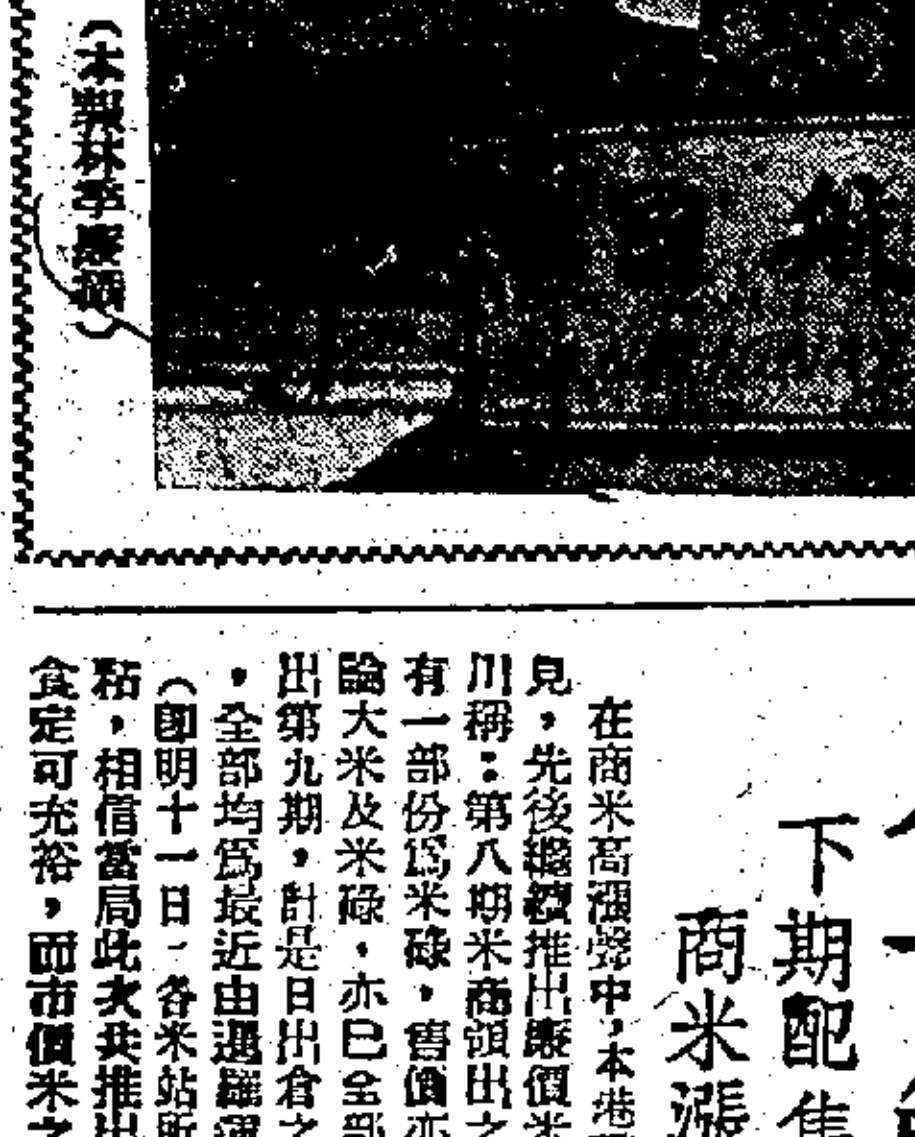 （本報林季廉攝）
下期配售
商米漲
在商米高漲聲中，本港
見，先後繼續推出廉價米
川稱：第八期米商領出之
有一部份爲米碌，售價亦
論大米及米碌，亦已全部
出第九期，計是日出倉之
，全部均爲最近由暹羅運
（卽明十一日）各米站所
粘，相信當局此次共推出
食定可充裕，而市價米之